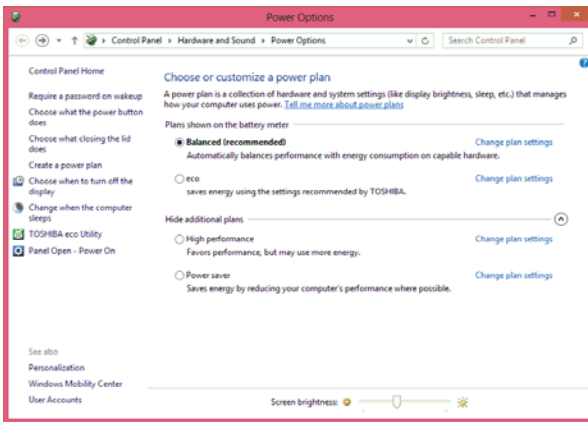 Power Options
Control Panel
Hardware and Sound
Power Options
Search Control Panel
Control Panel Home
Require a password on wakeup
Choose what the power button
does
Choose what closing the lid
does
Create a power plan
Choose when to turn off the
display
Change when the computer
sleeps
TOSHIBA eco Utility
Panel Open - Power On
Choose or customize a power plan
A power plan is a collection of hardware and system settings (like display brightness, sleep, etc.) that manages
how your computer uses power. Tell me more about power plans
Plans shown on the battery meter
Balanced (recommended) Change plan settings
Automatically balances performance with energy consumption on capable hardware.
eco Change plan settings
saves energy using the settings recommended by TOSHIBA.
Hide additional plans
High performance Change plan settings
Favors performance, but may use more energy.
Power saver Change plan settings
Saves energy by reducing your computer's performance where possible.
See also
Personalization
Windows Mobility Center
User Accounts
Screen brightness: